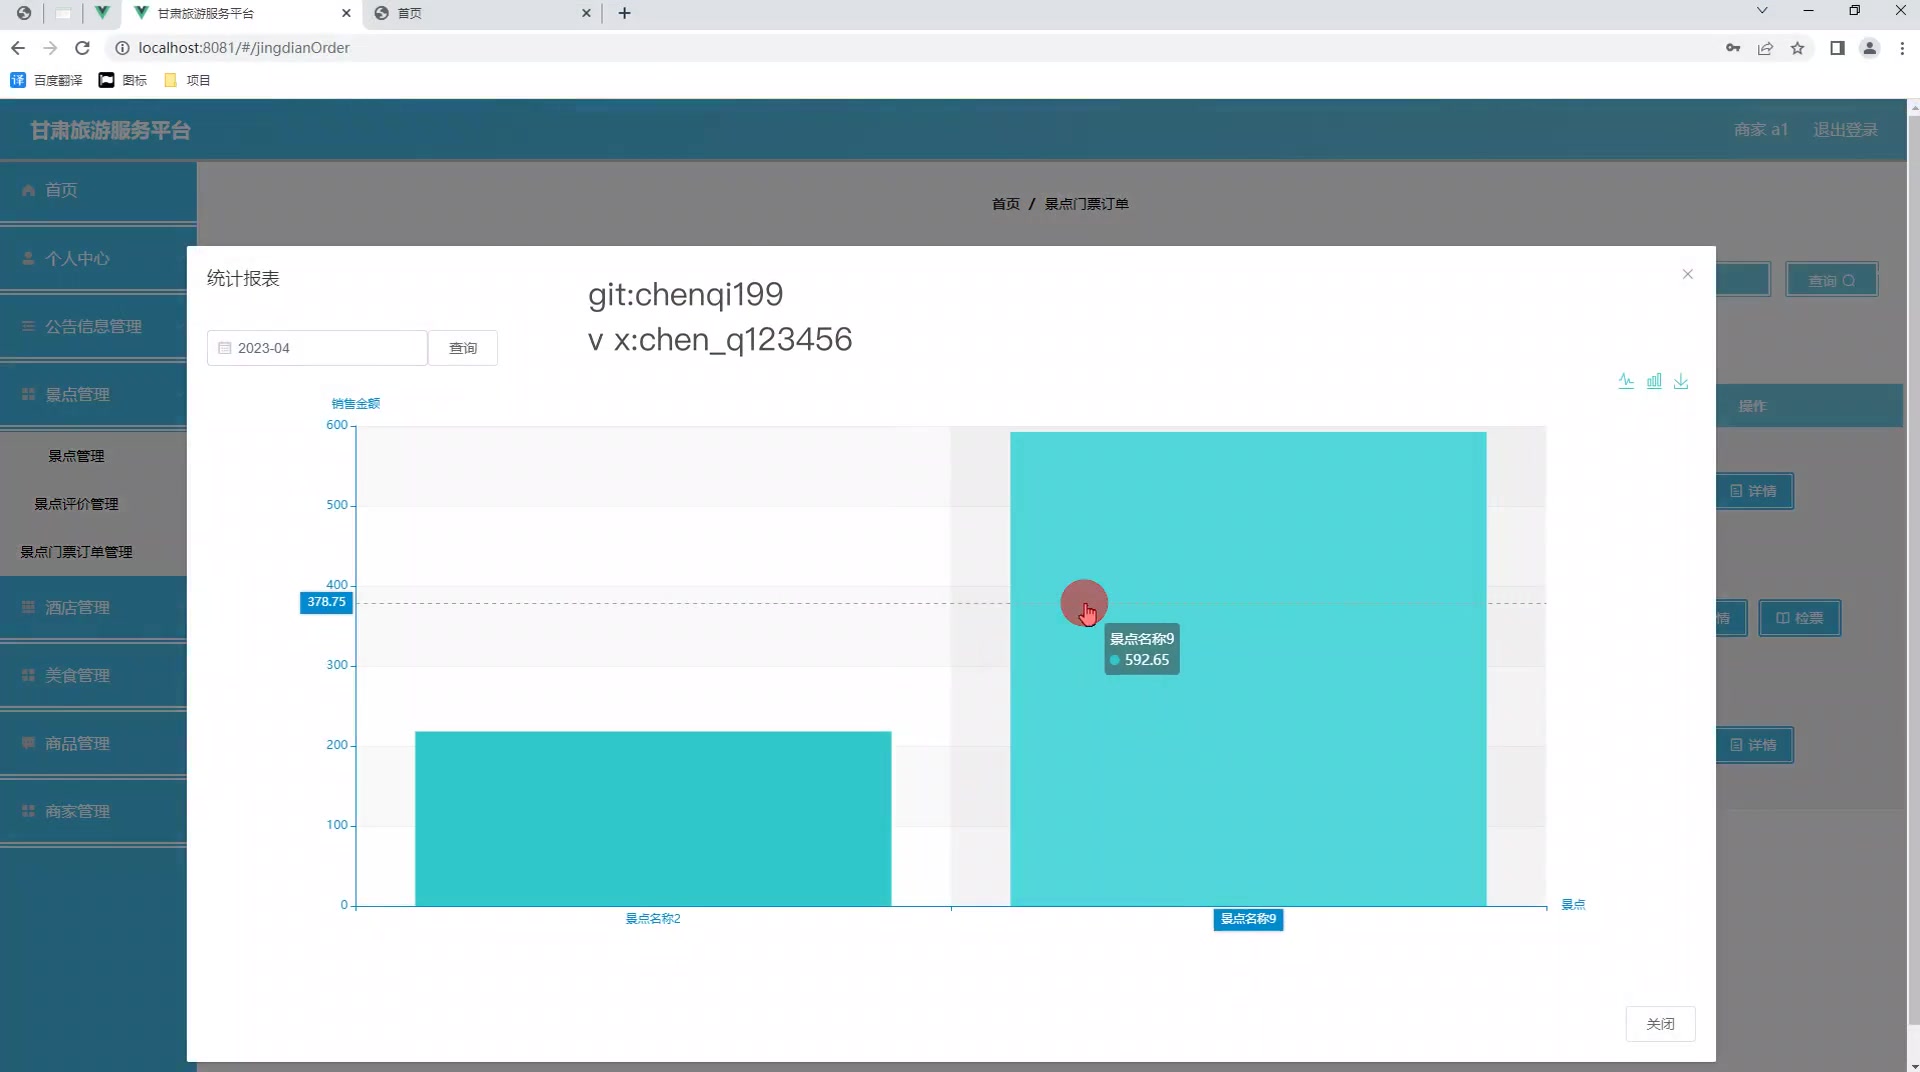 甘肃旅游服务平台
首页
localhost:8081/#/jingdianOrder
百度翻译
图标
项目
甘肃旅游服务平台
商家 a1
退出登录
首页
首页 / 景点门票订单
个人中心
公告信息管理
景点管理
景点管理
景点评价管理
景点门票订单管理
酒店管理
美食管理
商品管理
商家管理
统计报表
git:chenqi199
v x:chen_q123456
2023-04
查询
查询
销售金额
600
500
400
378.75
300
200
100
0
景点名称9
592.65
景点名称2
景点名称9
景点
操作
详情
情
检票
详情
关闭